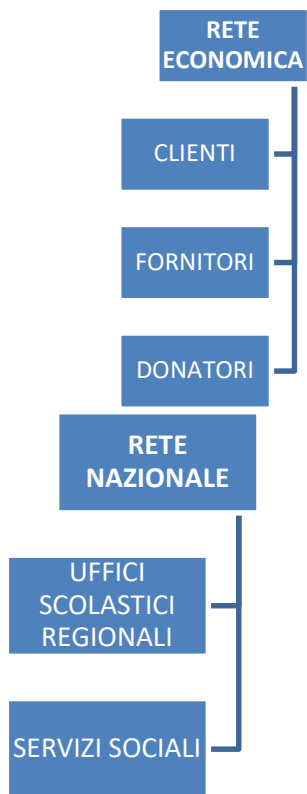 RETE
ECONOMICA
CLIENTI
FORNITORI
DONATORI
RETE
NAZIONALE
UFFICI
SCOLASTICI
REGIONALI
SERVIZI SOCIALI